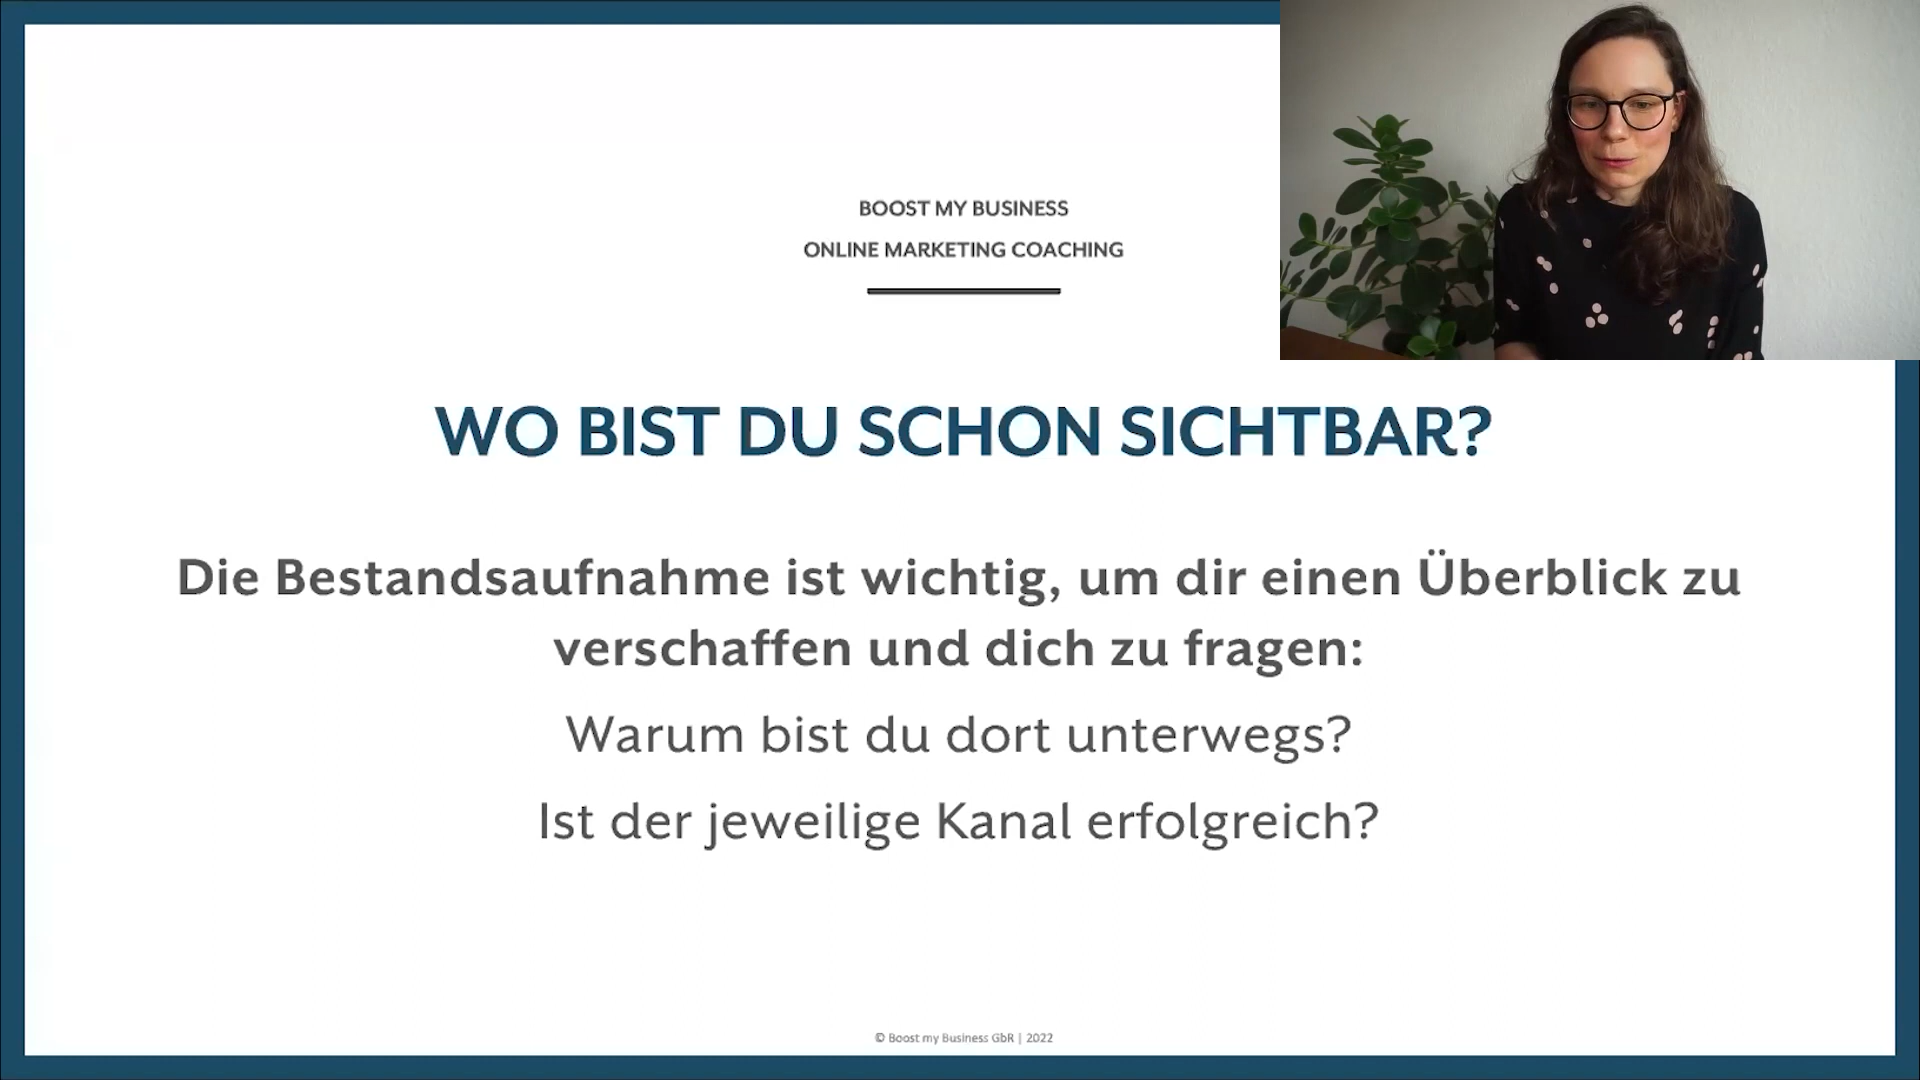 BOOST MY BUSINESS
ONLINE MARKETING COACHING
WO BIST DU SCHON SICHTBAR?
Die Bestandsaufnahme ist wichtig, um dir einen Überblick zu
verschaffen und dich zu fragen:
Warum bist du dort unterwegs?
Ist der jeweilige Kanal erfolgreich?
© Boost my Business GbR | 2022